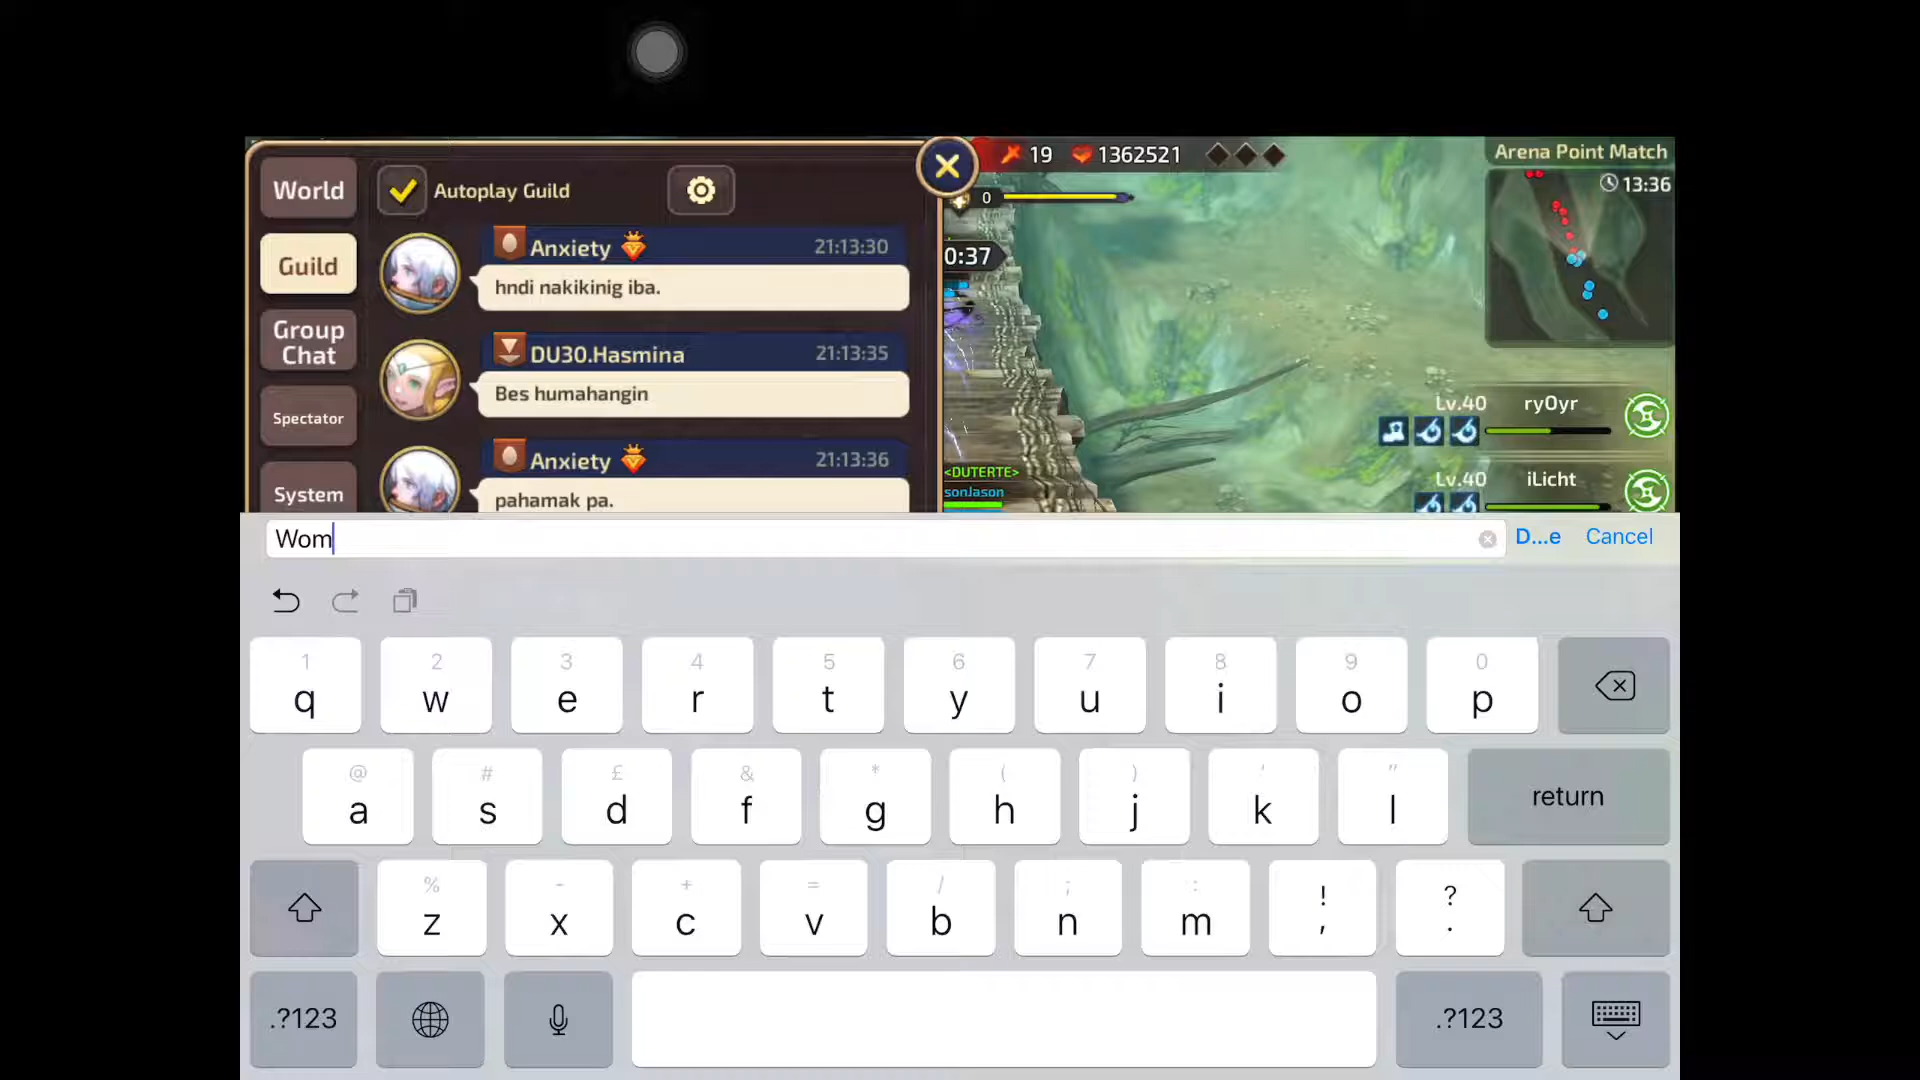 World
Autoplay Guild
Guild
Group
Chat
Spectator
System
Anxiety 21:13:30
hndi nakikinig iba.
DU30.Hasmina 21:13:35
Bes humahangin
Anxiety 21:13:36
pahamak pa.
19 1362521
0
0:37
Arena Point Match
13:36
Lv.40 ryOyr
Lv.40 iLicht
<DUTERTE>
sonJason
Wom
D...e Cancel
1 2 3 4 5 6 7 8 9 0
q w e r t y u i o p
@ # £ & * ( ) ' "
a s d f g h j k l return
% - + = / ; : ! ?
z x c v b n m , .
.?123 .?123